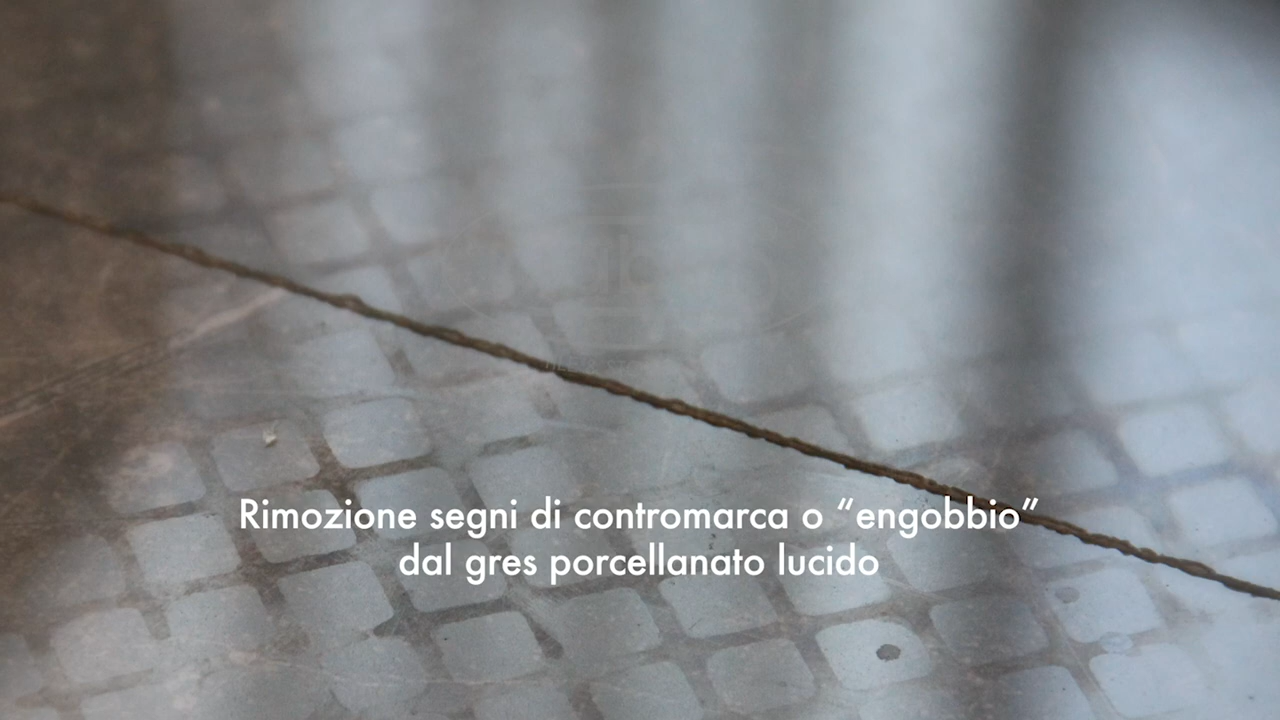 Rimozione segni di contromarca o “engobbio”
dal gres porcellanato lucido